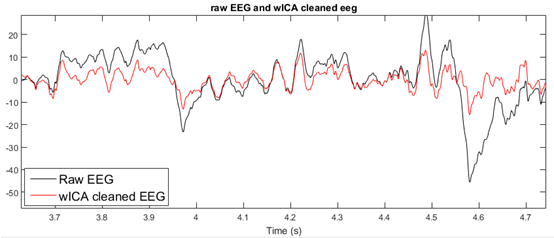 raw EEG and wICA cleaned eeg
20
10
0
-10
-20
-30
-40
-50
Raw EEG
wICA cleaned EEG
3.7 3.8 3.9 4 4.1 4.2 4.3 4.4 4.5 4.6 4.7
Time (s)